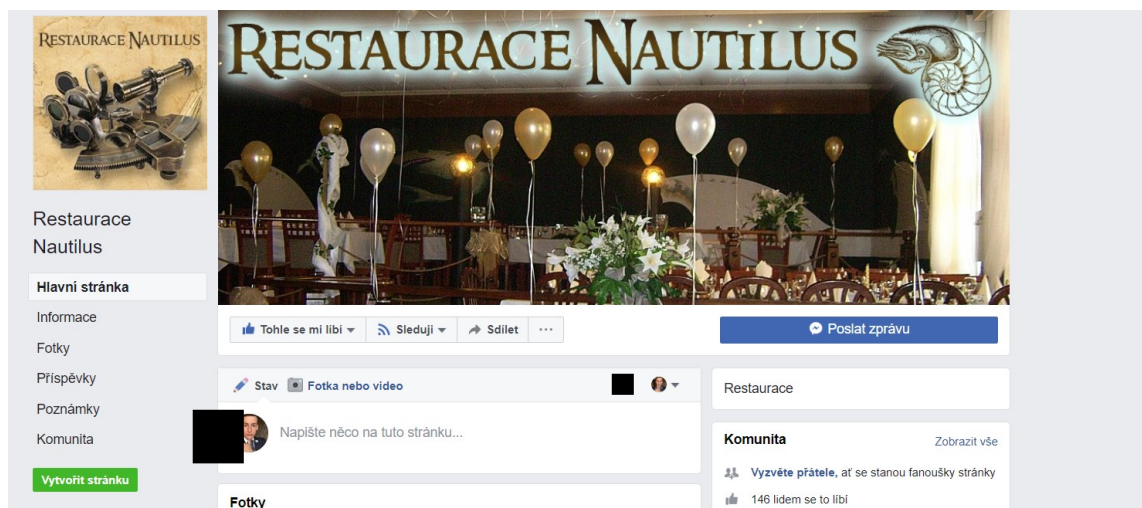 RESTAURACE NAUTILUS
RESTAURACE NAUTILUS
Restaurace
Nautilus
Hlavní stránka
Informace
Fotky
Příspěvky
Poznámky
Komunita
Vytvořit stránku
Tohle se mi líbí
Sleduji
Sdílet
Poslat zprávu
Stav
Fotka nebo video
Napište něco na tuto stránku...
Fotky
Restaurace
Komunita
Zobrazit vše
Vyzvěte přátele, ať se stanou fanoušky stránky
146 lidem se to líbí